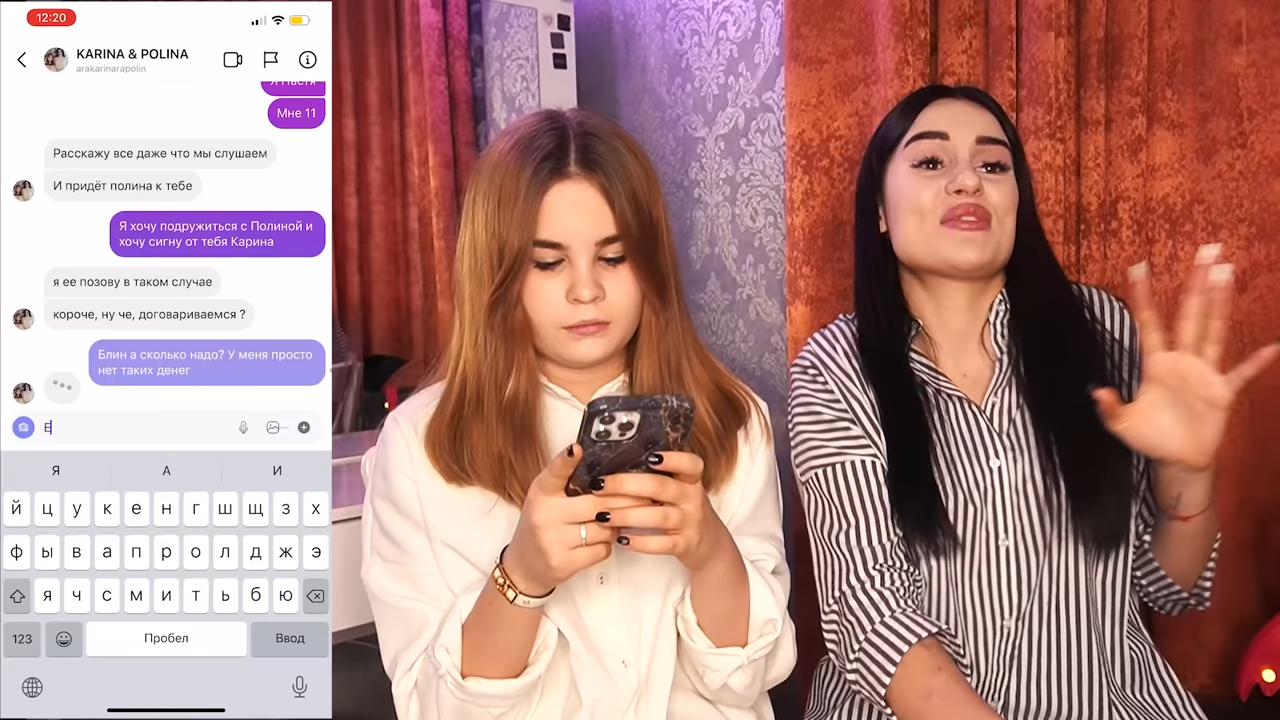 12:20
KARINA & POLINA
arakarinarapolin
Я Настя
Мне 11
Расскажу все даже что мы слушаем
И придёт полина к тебе
Я хочу подружиться с Полиной и
хочу сигну от тебя Карина
я ее позову в таком случае
короче, ну че, договариваемся ?
Блин а сколько надо? У меня просто
нет таких денег
Е
Я А И
й ц у к е н г ш щ з х
ф ы в а п р о л д ж э
я ч с м и т ь б ю
123 Пробел Ввод